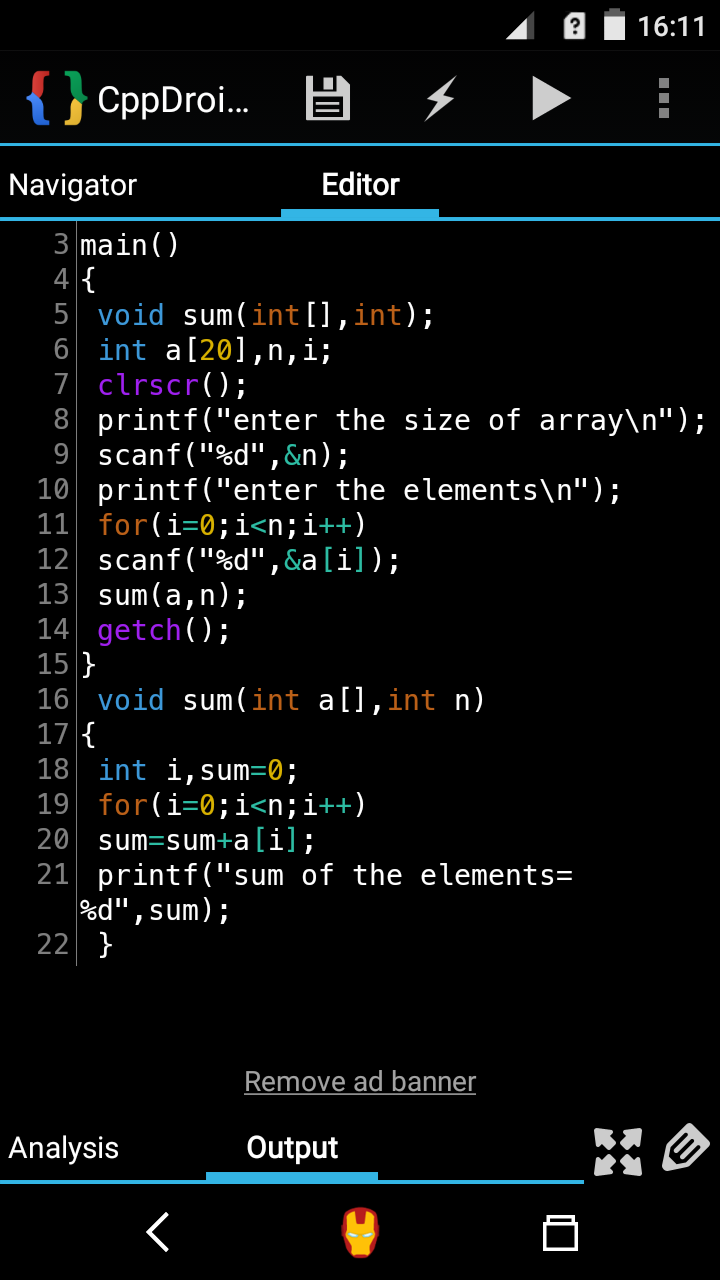 16:11
CppDroi...
Navigator Editor
3 main()
4 {
5 void sum(int[],int);
6 int a[20],n,i;
7 clrscr();
8 printf("enter the size of array\n");
9 scanf("%d",&n);
10 printf("enter the elements\n");
11 for(i=0;i<n;i++)
12 scanf("%d",&a[i]);
13 sum(a,n);
14 getch();
15 }
16 void sum(int a[],int n)
17 {
18 int i,sum=0;
19 for(i=0;i<n;i++)
20 sum=sum+a[i];
21 printf("sum of the elements=
%d",sum);
22 }
Remove ad banner
Analysis Output